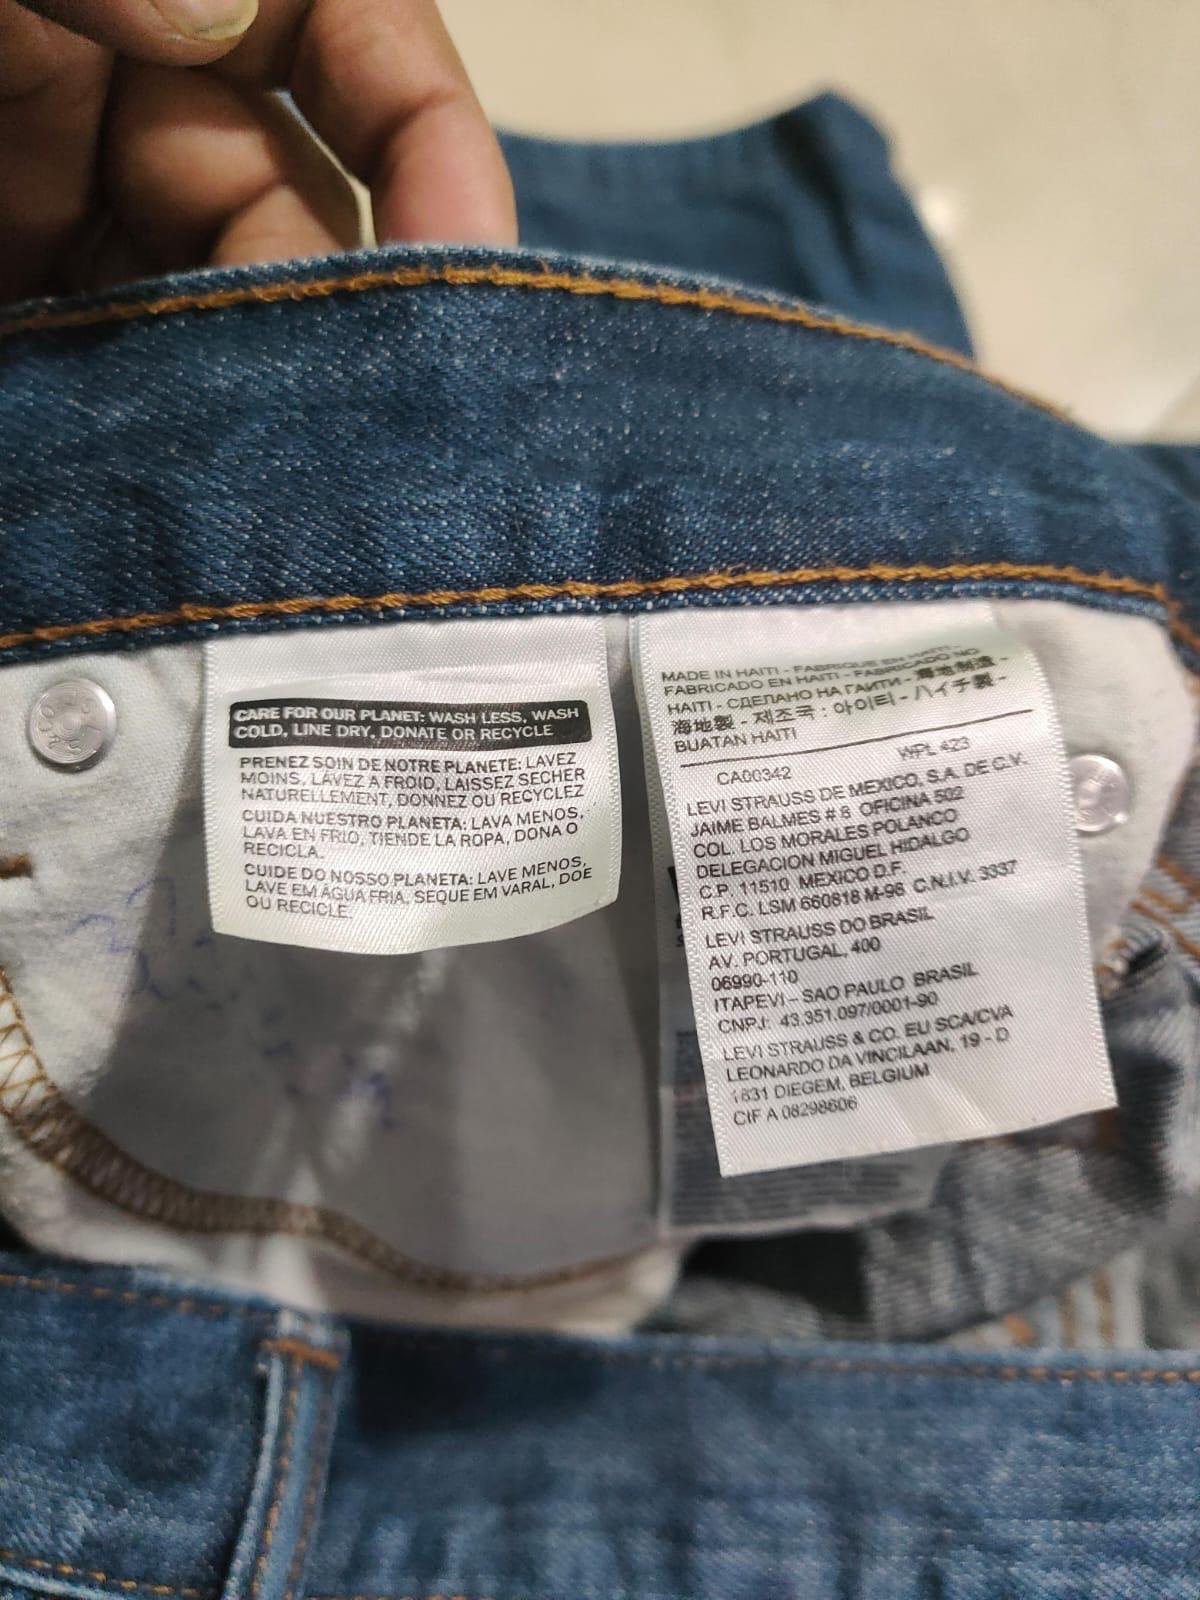 CARE FOR OUR PLANET: WASH LESS, WASH
COLD, LINE DRY, DONATE OR RECYCLE
PRENEZ SOIN DE NOTRE PLANETE: LAVEZ
MOINS, LAVEZ A FROID, LAISSEZ SECHER
NATURELLEMENT, DONNEZ OU RECYCLEZ
CUIDA NUESTRO PLANETA: LAVA MENOS,
LAVA EN FRIO, TIENDE LA ROPA, DONA O
RECICLA.
CUIDE DO NOSSO PLANETA: LAVE MENOS,
LAVE EM ÁGUA FRIA, SEQUE EM VARAL, DOE
OU RECICLE.
MADE IN HAITI - FABRIQUE EN HAITI -
FABRICADO EN HAITI - FABRICADO NO
HAITI - СДЕЛАНО НА ГАИТИ - 海地制造 -
海地製 - 제조국 : 아이티 - ハイチ製 -
BUATAN HAITI
CA00342 WPL 423
LEVI STRAUSS DE MEXICO, S.A. DE C.V.
JAIME BALMES # 8 OFICINA 502
COL. LOS MORALES POLANCO
DELEGACION MIGUEL HIDALGO
C.P. 11510 MEXICO D.F.
R.F.C. LSM 660818 M-96 C.N.I.V. 3337
LEVI STRAUSS DO BRASIL
AV. PORTUGAL, 400
06990-110
ITAPEVI – SAO PAULO BRASIL
CNPJ: 43.351.097/0001-90
LEVI STRAUSS & CO. EU SCA/CVA
LEONARDO DA VINCILAAN, 19 - D
1831 DIEGEM, BELGIUM
CIF A 08298606